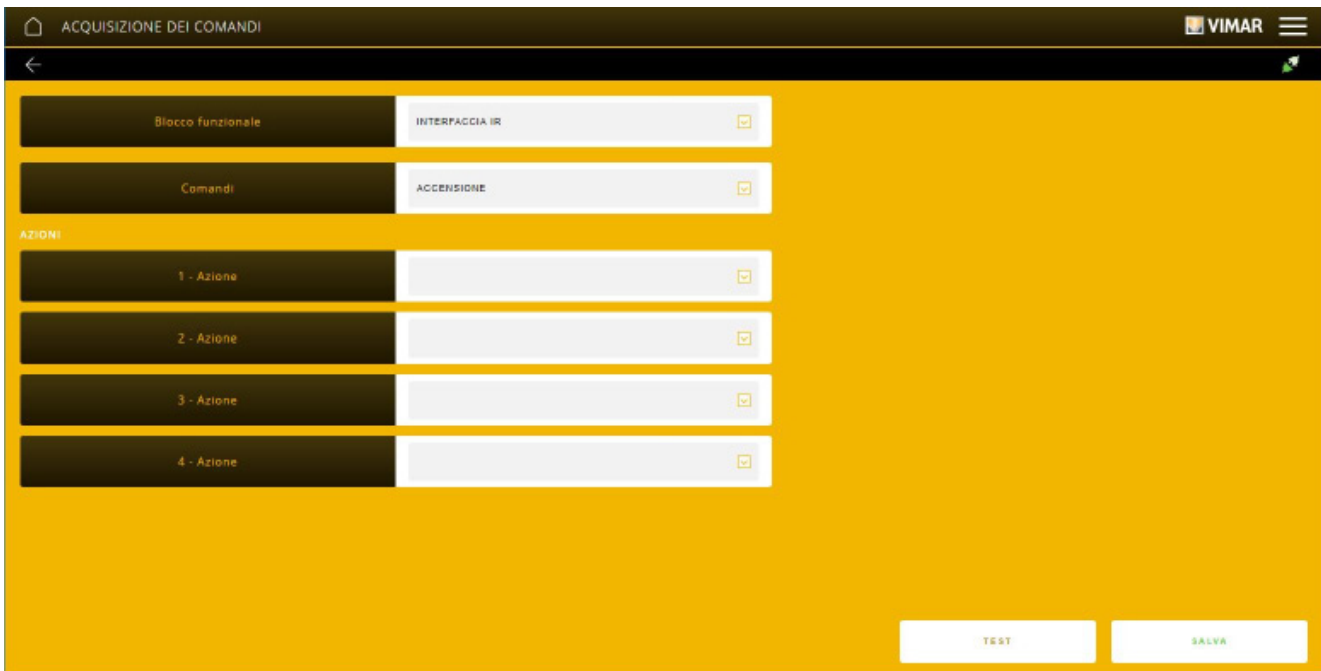 ACQUISIZIONE DEI COMANDI
VIMAR
Blocco funzionale
INTERFACCIA IR
Comandi
ACCENSIONE
AZIONI
1 - Azione
2 - Azione
3 - Azione
4 - Azione
TEST
SALVA